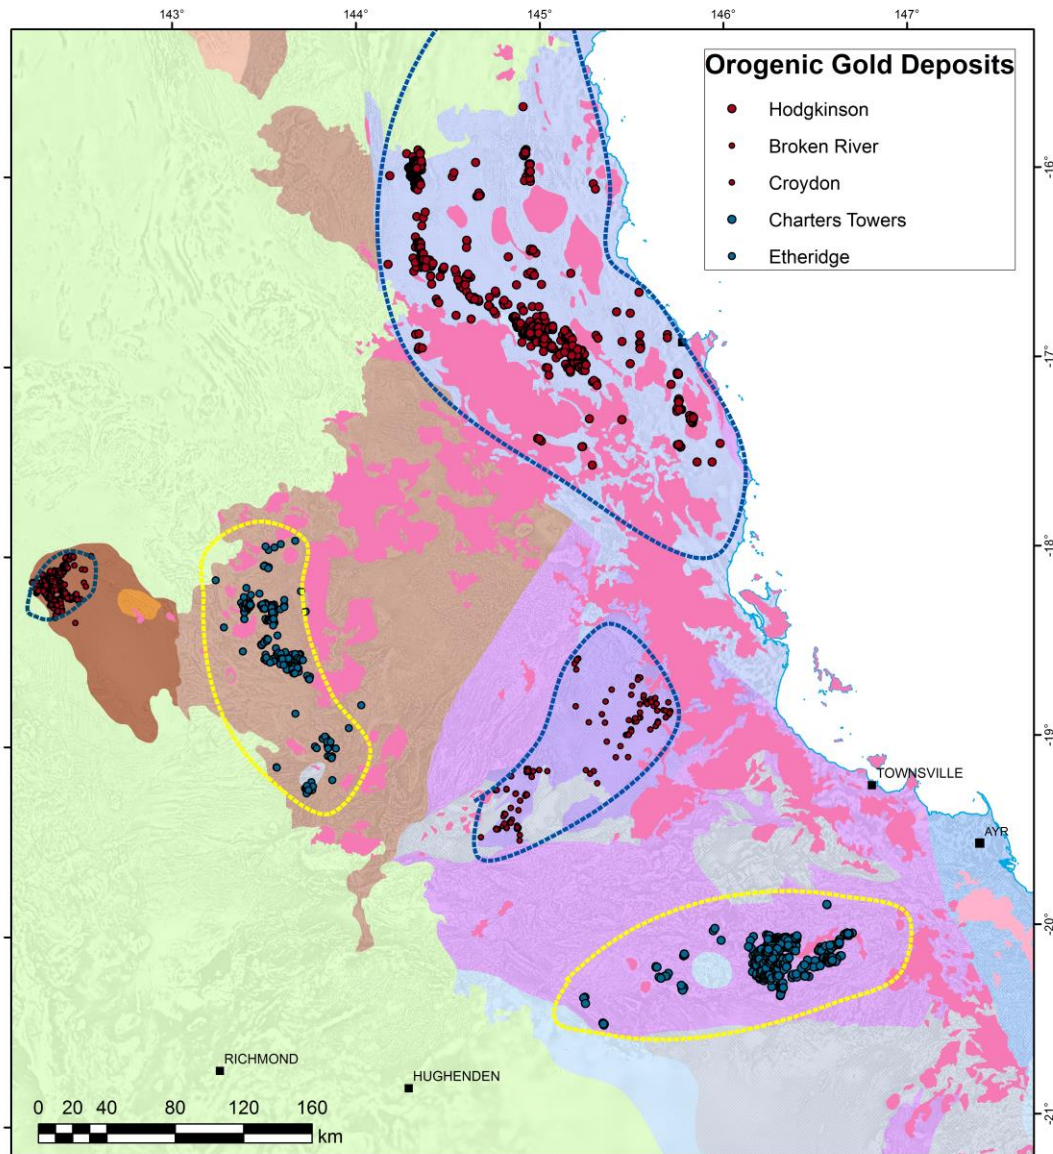 143° 144° 145° 146° 147°
Orogenic Gold Deposits
Hodgkinson
Broken River
Croydon
Charters Towers
Etheridge
-16°
-17°
-18°
-19°
TOWNSVILLE
AYR
-20°
RICHMOND
HUGHENDEN
-21°
0 20 40 80 120 160
km